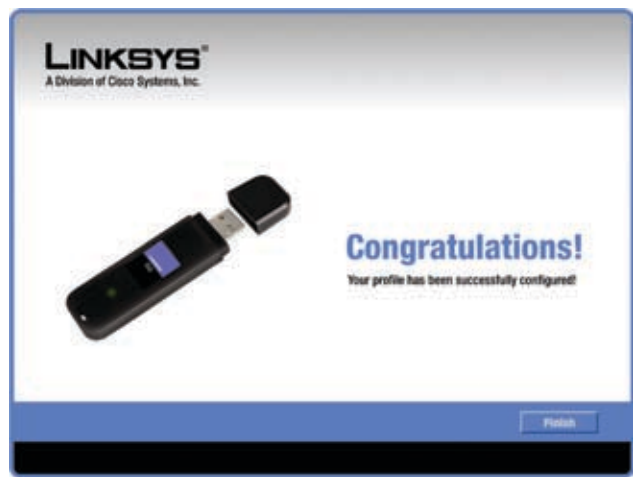 LINKSYS®
A Division of Cisco Systems, Inc.
Congratulations!
Your profile has been successfully configured!
Finish